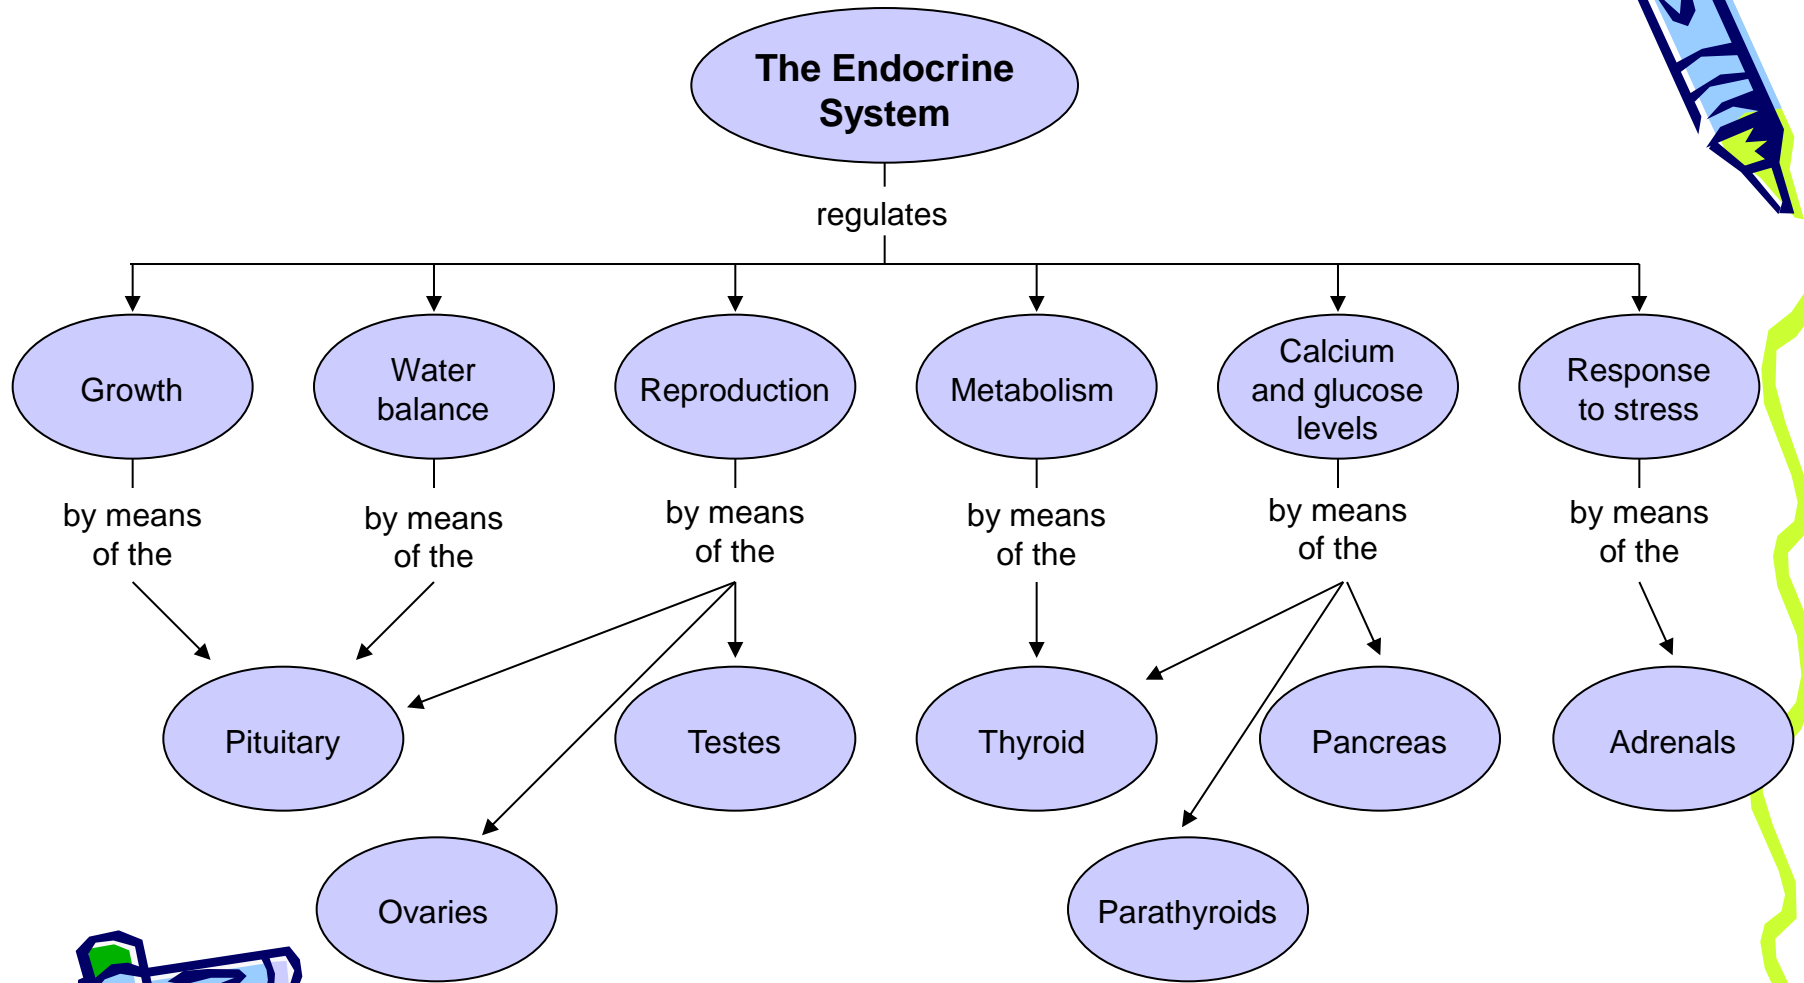 The Endocrine
System
regulates
Growth
Water
balance
Reproduction
Metabolism
Calcium
and glucose
levels
Response
to stress
by means
of the
by means
of the
by means
of the
by means
of the
by means
of the
by means
of the
Pituitary
Testes
Thyroid
Pancreas
Adrenals
Ovaries
Parathyroids